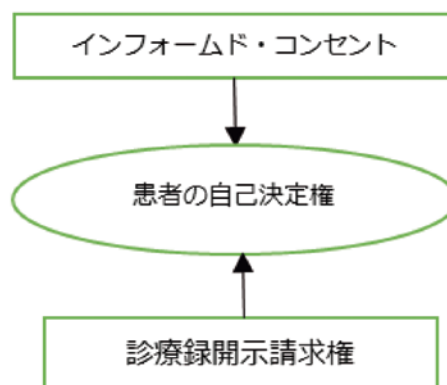 インフォームド・コンセント
患者の自己決定権
診療録開示請求権